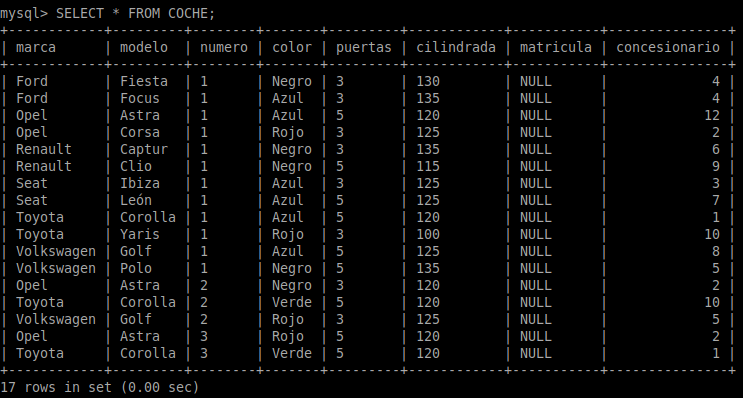 mysql> SELECT * FROM COCHE;
+------------+---------+--------+-------+---------+------------+-----------+---------------+
| marca      | modelo  | numero | color | puertas | cilindrada | matricula | concesionario |
+------------+---------+--------+-------+---------+------------+-----------+---------------+
| Ford       | Fiesta  | 1      | Negro | 3       | 130        | NULL      |             4 |
| Ford       | Focus   | 1      | Azul  | 3       | 135        | NULL      |             4 |
| Opel       | Astra   | 1      | Azul  | 5       | 120        | NULL      |            12 |
| Opel       | Corsa   | 1      | Rojo  | 3       | 125        | NULL      |             2 |
| Renault    | Captur  | 1      | Negro | 3       | 135        | NULL      |             6 |
| Renault    | Clio    | 1      | Negro | 5       | 115        | NULL      |             9 |
| Seat       | Ibiza   | 1      | Azul  | 3       | 125        | NULL      |             3 |
| Seat       | León    | 1      | Azul  | 5       | 125        | NULL      |             7 |
| Toyota     | Corolla | 1      | Azul  | 5       | 120        | NULL      |             1 |
| Toyota     | Yaris   | 1      | Rojo  | 3       | 100        | NULL      |            10 |
| Volkswagen | Golf    | 1      | Azul  | 5       | 125        | NULL      |             8 |
| Volkswagen | Polo    | 1      | Negro | 5       | 135        | NULL      |             5 |
| Opel       | Astra   | 2      | Negro | 3       | 120        | NULL      |             2 |
| Toyota     | Corolla | 2      | Verde | 5       | 120        | NULL      |            10 |
| Volkswagen | Golf    | 2      | Rojo  | 3       | 125        | NULL      |             5 |
| Opel       | Astra   | 3      | Rojo  | 5       | 120        | NULL      |             2 |
| Toyota     | Corolla | 3      | Verde | 5       | 120        | NULL      |             1 |
+------------+---------+--------+-------+---------+------------+-----------+---------------+
17 rows in set (0.00 sec)